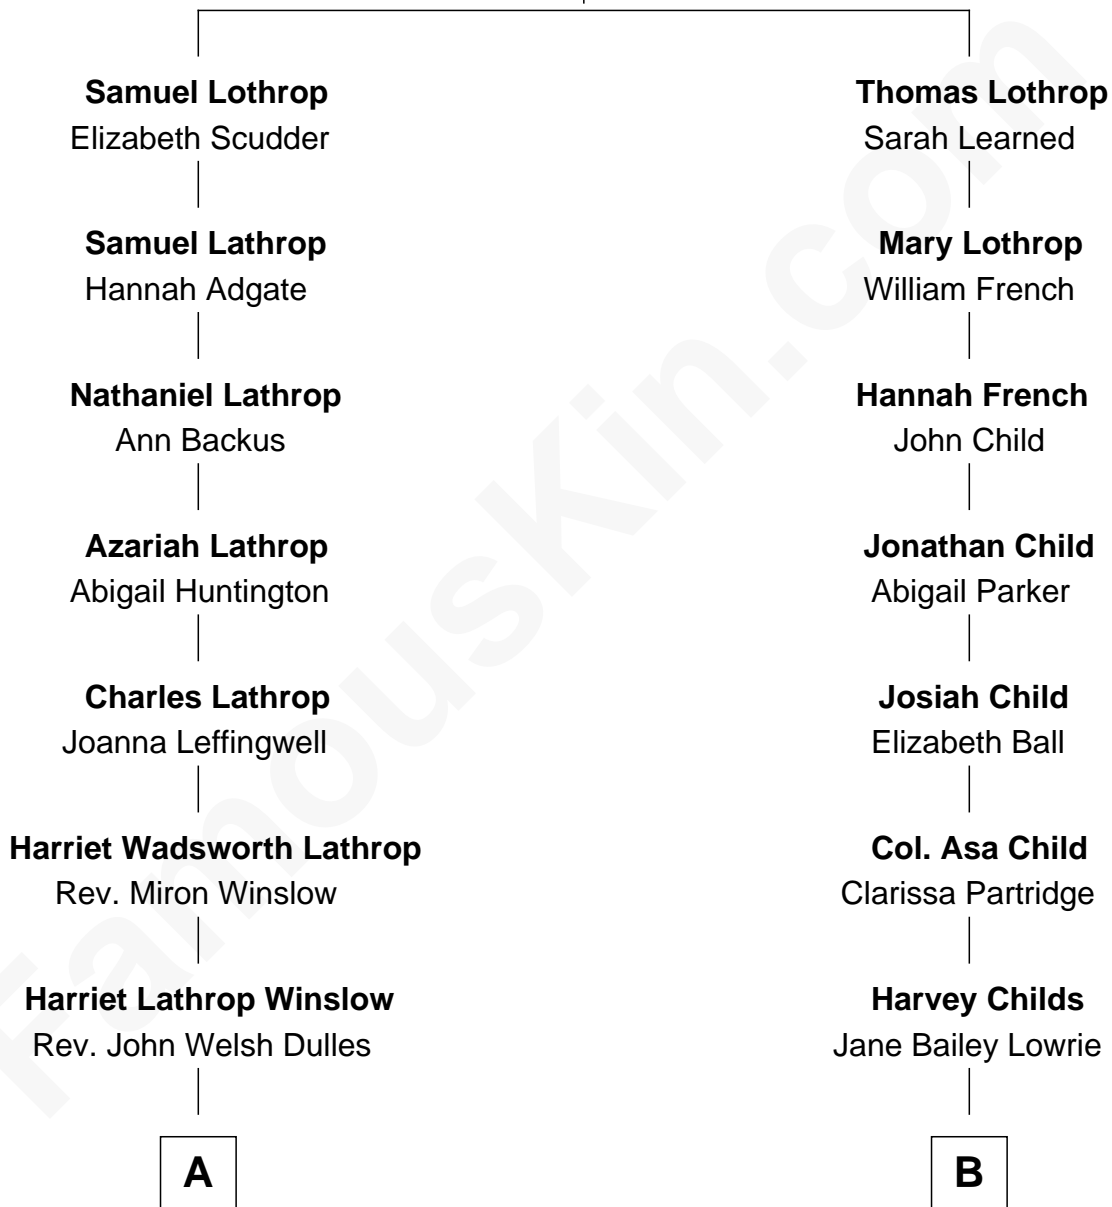 Samuel Lothrop
Elizabeth Scudder
Samuel Lathrop
Hannah Adgate
Nathaniel Lathrop
Ann Backus
Azariah Lathrop
Abigail Huntington
Charles Lathrop
Joanna Leffingwell
Harriet Wadsworth Lathrop
Rev. Miron Winslow
Harriet Lathrop Winslow
Rev. John Welsh Dulles
A
Thomas Lothrop
Sarah Learned
Mary Lothrop
William French
Hannah French
John Child
Jonathan Child
Abigail Parker
Josiah Child
Elizabeth Ball
Col. Asa Child
Clarissa Partridge
Harvey Childs
Jane Bailey Lowrie
B
FamousKin.com